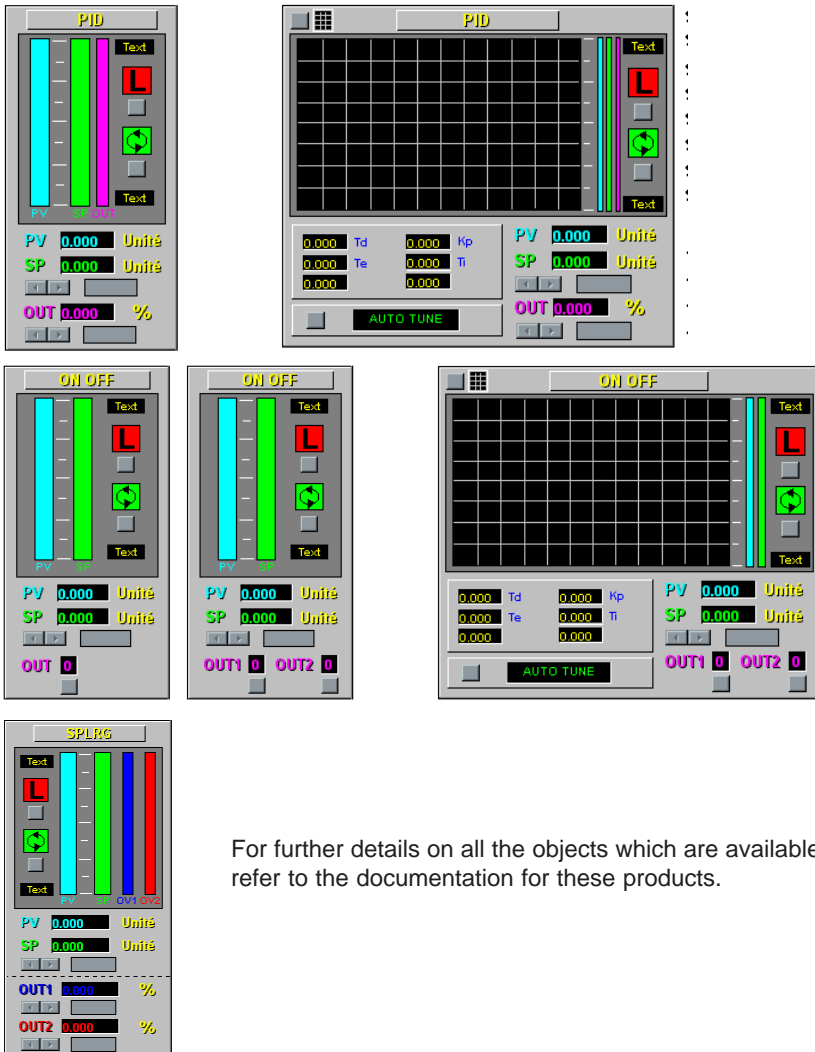 PID
Text
L
Text
PV SP OUT
PV 0.000 Unité
SP 0.000 Unité
OUT 0.000 %
PID
Text
L
Text
0.000 Td 0.000 Kp
0.000 Te 0.000 Ti
0.000 0.000
AUTO TUNE
PV 0.000 Unité
SP 0.000 Unité
OUT 0.000 %
ON OFF
Text
L
Text
PV SP
PV 0.000 Unité
SP 0.000 Unité
OUT 0
ON OFF
Text
L
Text
PV SP
PV 0.000 Unité
SP 0.000 Unité
OUT1 0 OUT2 0
ON OFF
Text
L
Text
0.000 Td 0.000 Kp
0.000 Te 0.000 Ti
0.000 0.000
AUTO TUNE
PV 0.000 Unité
SP 0.000 Unité
OUT1 0 OUT2 0
SPLRG
Text
L
Text
PV SP OV1 OV2
PV 0.000 Unité
SP 0.000 Unité
OUT1 0.000 %
OUT2 0.000 %
For further details on all the objects which are available
refer to the documentation for these products.